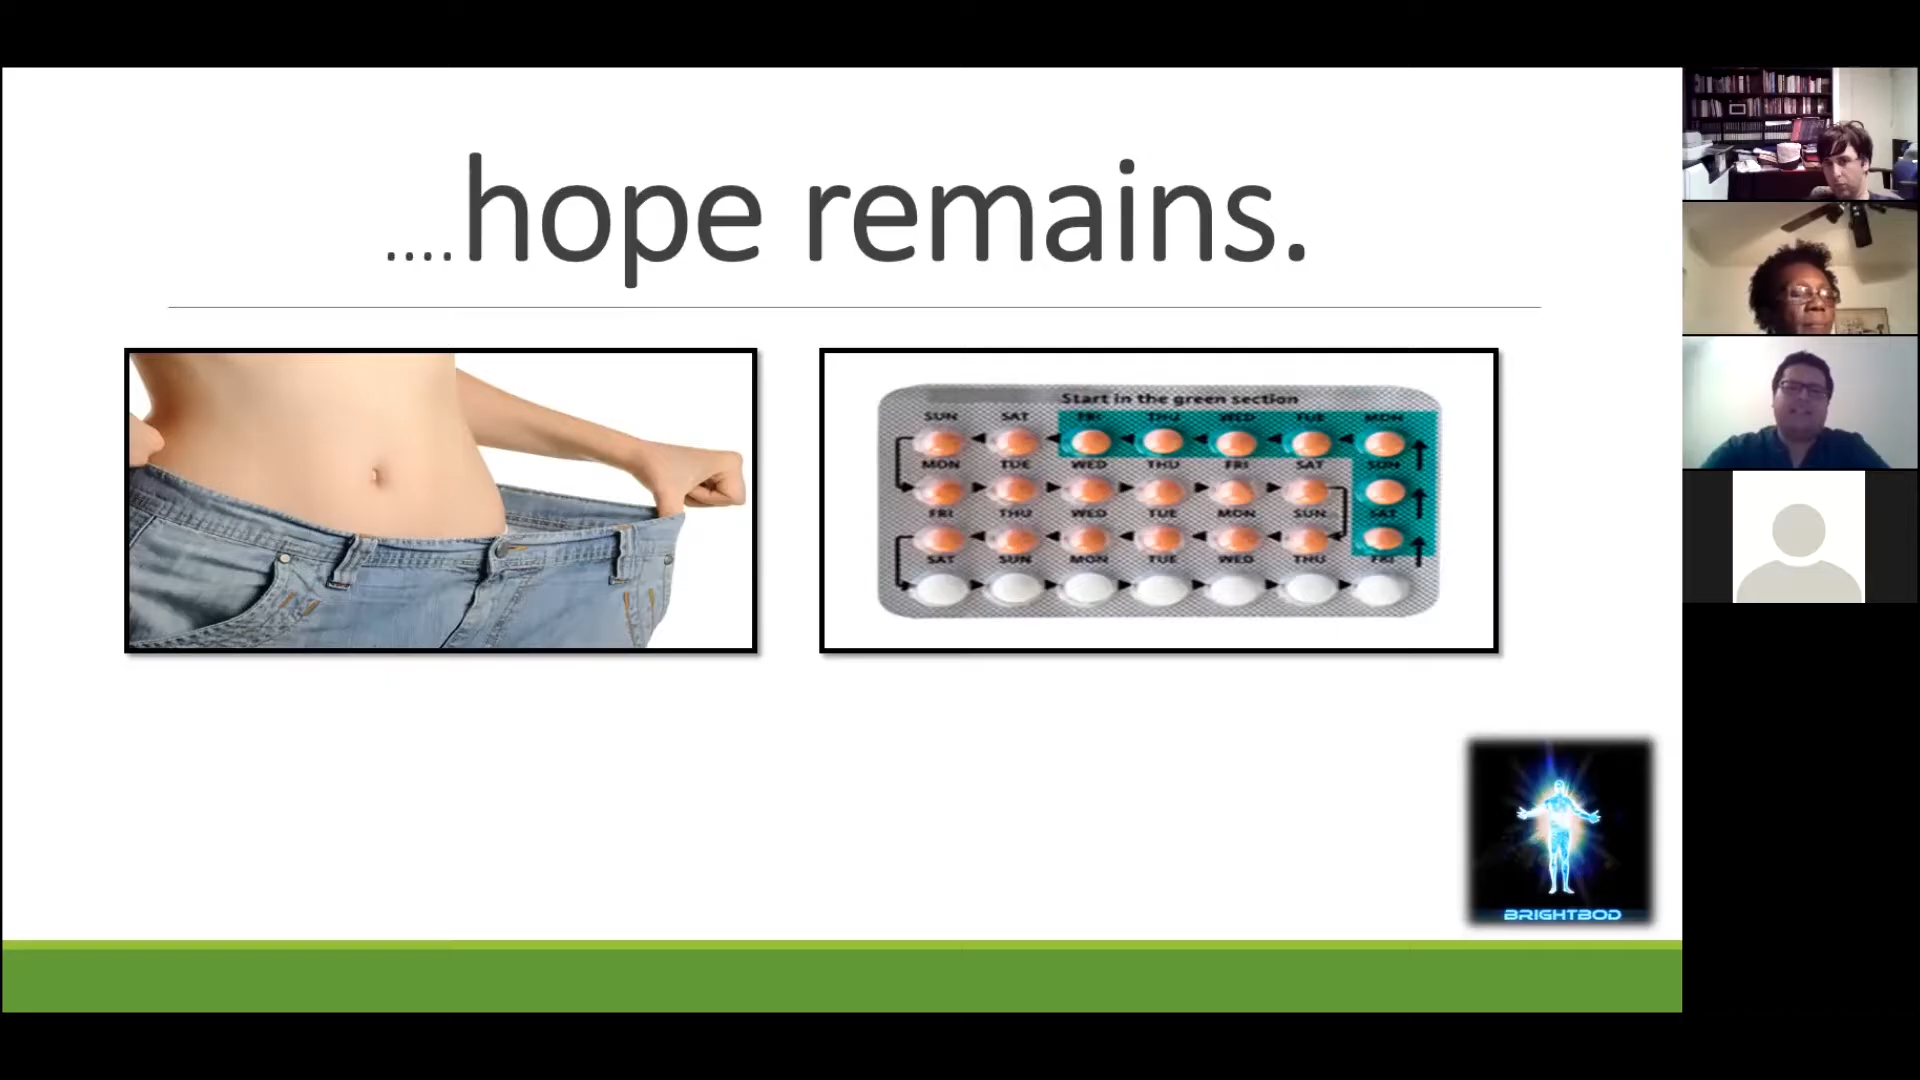 ....hope remains.
Start in the green section
SUN SAT FRI THU WED TUE MON
MON TUE WED THU FRI SAT SUN
FRI THU WED TUE MON SUN SAT
SAT SUN MON TUE WED THU FRI
BRIGHTBOD